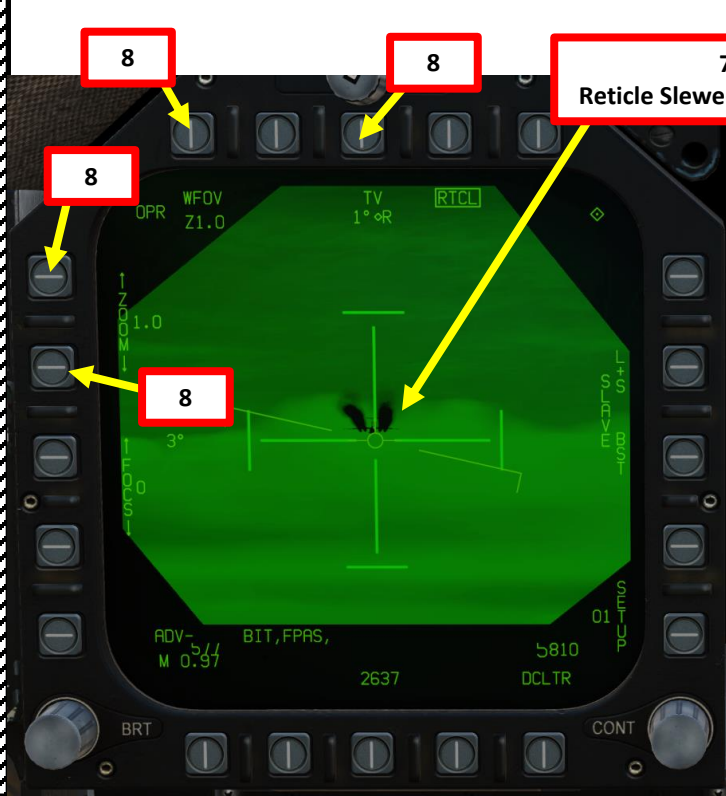 8
8
7
Reticle Slewe
8
8
OPR
WFOV
Z1.0
TV
1° R
RTCL
ZOOM
1.0
L+S
SLAVE
BST
3°
FOCS
0
SETUP
01
ADV-
BIT,FPAS,
577
M 0.97
5810
2637
DCLTR
BRT
CONT